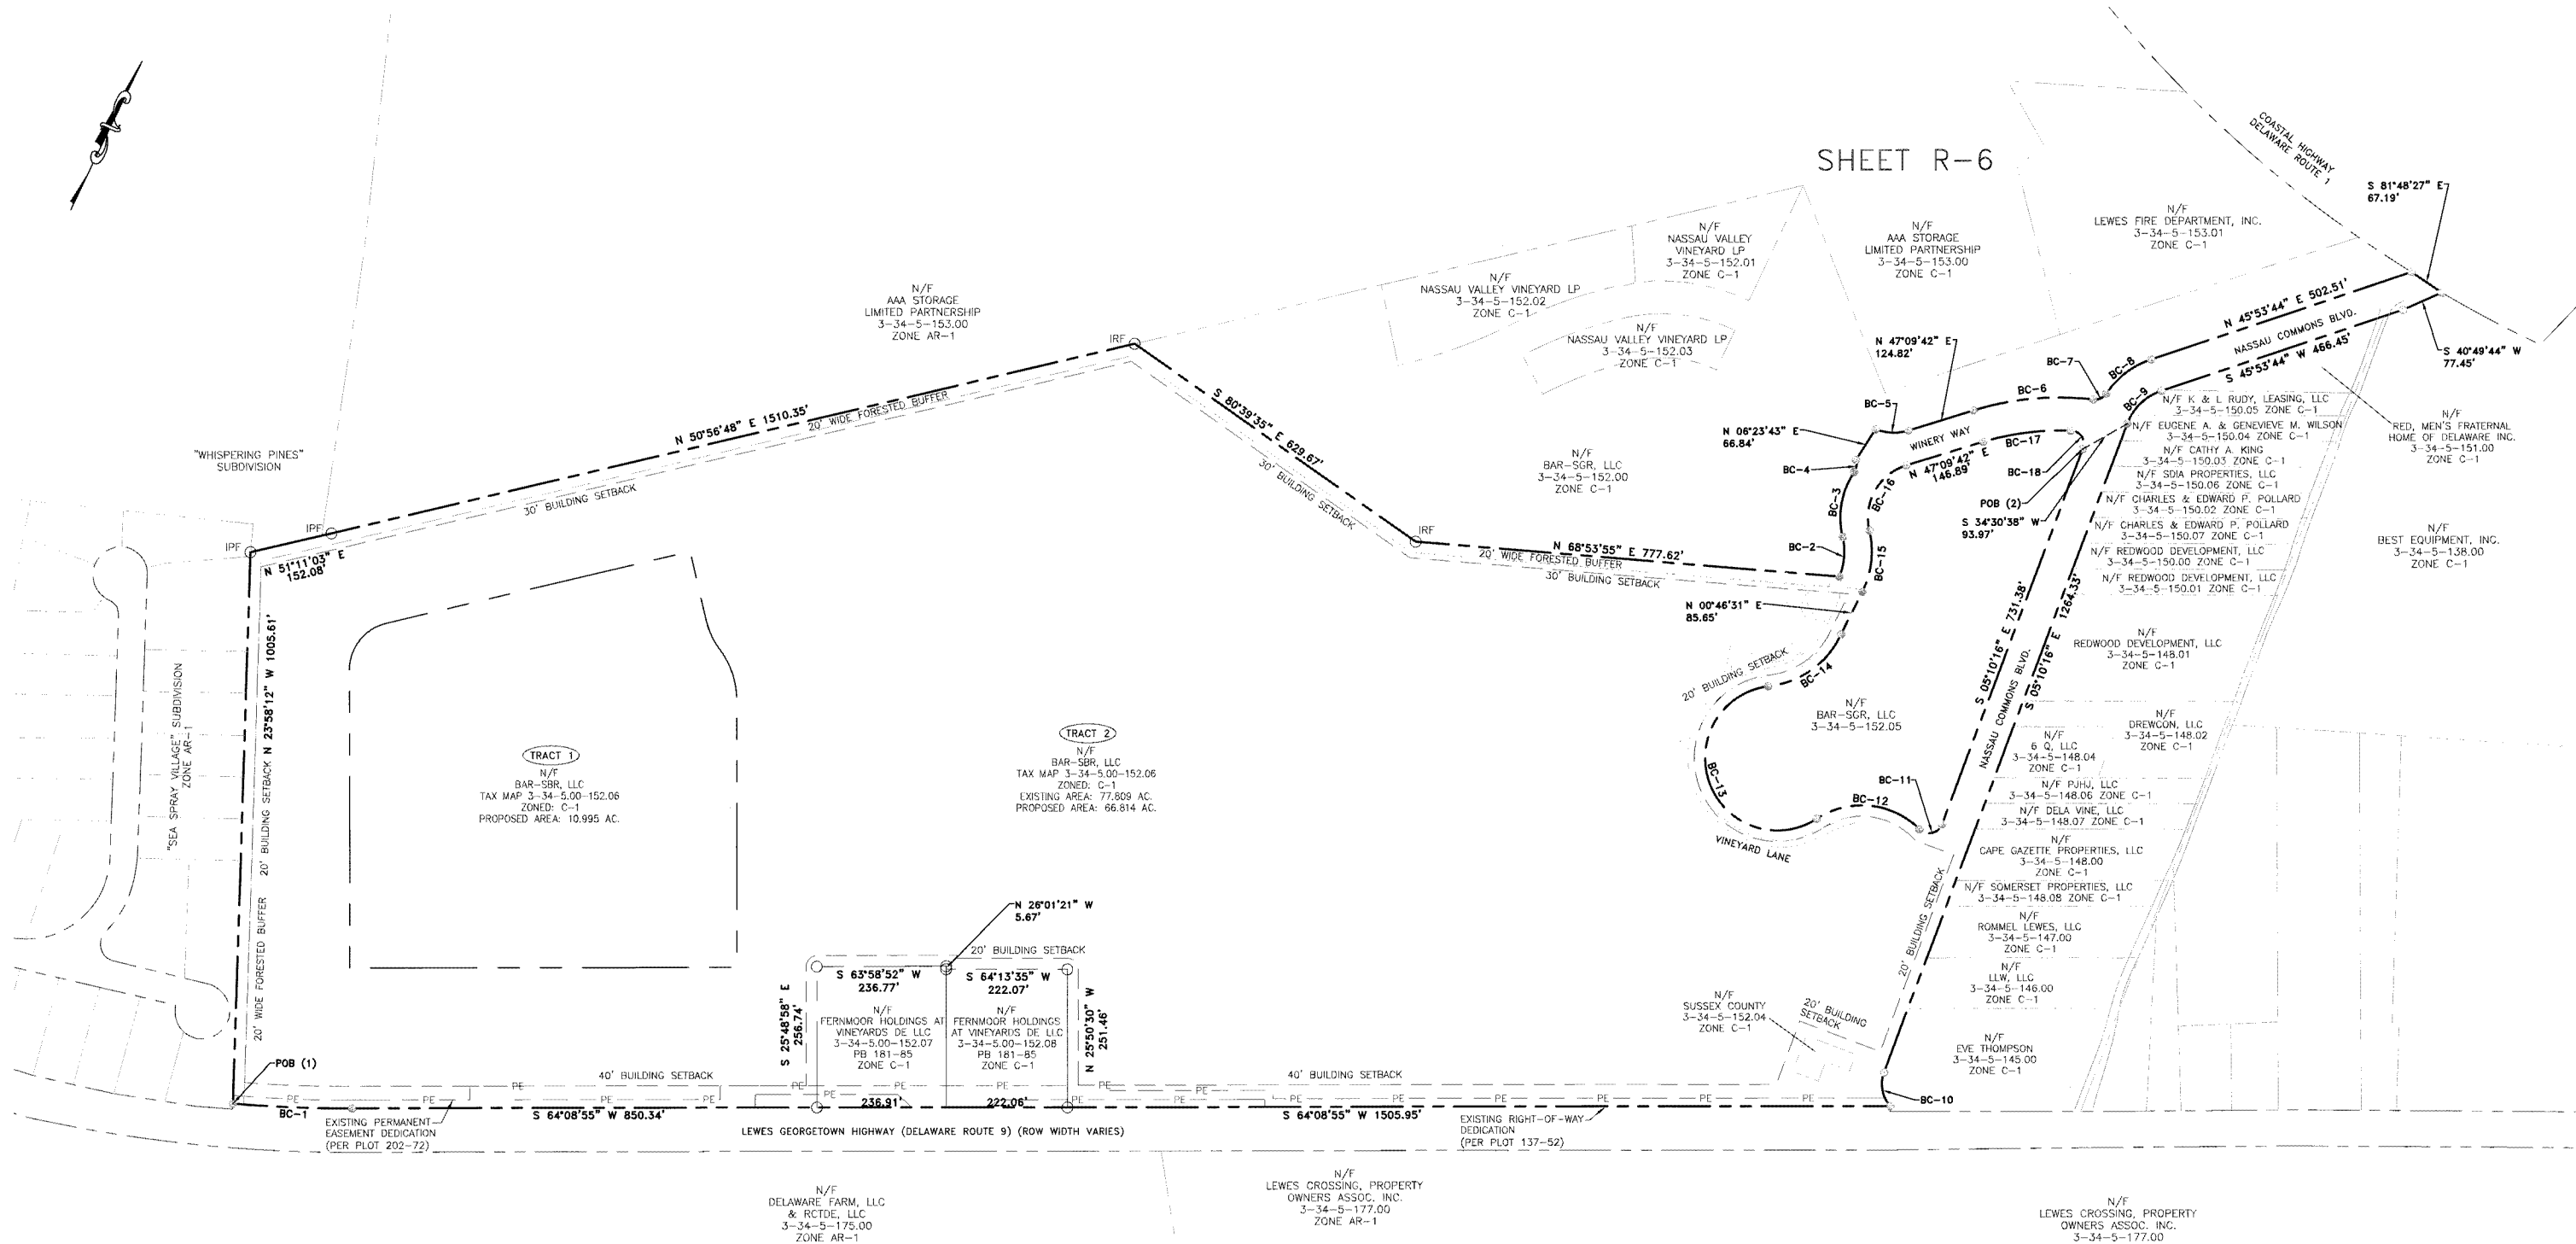 SHEET R-6
COASTAL HIGHWAY
DELAWARE ROUTE 1
S 81°48'27" E
67.19'
N/F
LEWES FIRE DEPARTMENT, INC.
3-34-5-153.01
ZONE C-1
N/F
AAA STORAGE
LIMITED PARTNERSHIP
3-34-5-153.00
ZONE C-1
N/F
NASSAU VALLEY
VINEYARD LP
3-34-5-152.01
ZONE C-1
N/F
NASSAU VALLEY VINEYARD LP
3-34-5-152.02
ZONE C-1
N/F
NASSAU VALLEY VINEYARD LP
3-34-5-152.03
ZONE C-1
N/F
AAA STORAGE
LIMITED PARTNERSHIP
3-34-5-153.00
ZONE AR-1
IRF
N 45°53'44" E 502.51'
NASSAU COMMONS BLVD.
S 45°53'44" W 466.45'
S 40°49'44" W
77.45'
N 47°09'42" E
124.82'
BC-7
BC-8
BC-6
BC-9
BC-5
N 06°23'43" E
66.84'
WINERY WAY
BC-17
BC-4
N 47°09'42" E
146.89'
BC-18
BC-16
BC-3
POB (2)
S 34°30'38" W
93.97'
BC-2
BC-15
N/F K & L RUDY, LEASING, LLC
3-34-5-150.05 ZONE C-1
N/F EUGENE A. & GENEVIEVE M. WILSON
3-34-5-150.04 ZONE C-1
N/F CATHY A. KING
3-34-5-150.03 ZONE C-1
N/F SDIA PROPERTIES, LLC
3-34-5-150.06 ZONE C-1
N/F CHARLES & EDWARD P. POLLARD
3-34-5-150.02 ZONE C-1
N/F CHARLES & EDWARD P. POLLARD
3-34-5-150.07 ZONE C-1
N/F REDWOOD DEVELOPMENT, LLC
3-34-5-150.00 ZONE C-1
N/F REDWOOD DEVELOPMENT, LLC
3-34-5-150.01 ZONE C-1
N/F
RED, MEN'S FRATERNAL
HOME OF DELAWARE INC.
3-34-5-151.00
ZONE C-1
N/F
BEST EQUIPMENT, INC.
3-34-5-138.00
ZONE C-1
"WHISPERING PINES"
SUBDIVISION
N 50°56'48" E 1510.35'
20' WIDE FORESTED BUFFER
30' BUILDING SETBACK
S 80°39'35" E 629.67'
30' BUILDING SETBACK
N/F
BAR-SGR, LLC
3-34-5-152.00
ZONE C-1
IPF
IPF
N 51°11'03" E
152.08'
IRF
N 68°53'55" E 777.62'
20' WIDE FORESTED BUFFER
30' BUILDING SETBACK
N 00°46'31" E
85.65'
20' BUILDING SETBACK
BC-14
BC-13
VINEYARD LANE
BC-12
BC-11
N/F
BAR-SGR, LLC
3-34-5-152.05
S 05°10'16" E 731.38'
NASSAU COMMONS BLVD.
S 05°10'16" E 1264.33'
N/F
REDWOOD DEVELOPMENT, LLC
3-34-5-148.01
ZONE C-1
N/F
DREWCON, LLC
3-34-5-148.02
ZONE C-1
N/F
6 Q, LLC
3-34-5-148.04
ZONE C-1
N/F PJHJ, LLC
3-34-5-148.06 ZONE C-1
N/F DELA VINE, LLC
3-34-5-148.07 ZONE C-1
N/F
CAPE GAZETTE PROPERTIES, LLC
3-34-5-148.00
ZONE C-1
N/F SOMERSET PROPERTIES, LLC
3-34-5-148.08 ZONE C-1
N/F
ROMMEL LEWES, LLC
3-34-5-147.00
ZONE C-1
N/F
LLW, LLC
3-34-5-146.00
ZONE C-1
N/F
EVE THOMPSON
3-34-5-145.00
ZONE C-1
"SEA SPRAY VILLAGE" SUBDIVISION
ZONE AR-1
20' WIDE FORESTED BUFFER
20' BUILDING SETBACK
N 23°58'12" W 1005.61'
TRACT 1
N/F
BAR-SBR, LLC
TAX MAP 3-34-5.00-152.06
ZONED: C-1
PROPOSED AREA: 10.995 AC.
TRACT 2
N/F
BAR-SBR, LLC
TAX MAP 3-34-5.00-152.06
ZONED: C-1
EXISTING AREA: 77.809 AC.
PROPOSED AREA: 66.814 AC.
N 26°01'21" W
5.67'
20' BUILDING SETBACK
S 63°58'52" W
236.77'
S 64°13'35" W
222.07'
S 25°48'58" E
256.74'
N/F
FERNMOOR HOLDINGS AT
VINEYARDS DE LLC
3-34-5.00-152.07
PB 181-85
ZONE C-1
N/F
FERNMOOR HOLDINGS
AT VINEYARDS DE LLC
3-34-5.00-152.08
PB 181-85
ZONE C-1
N 25°50'30" W
251.46'
20' BUILDING SETBACK
N/F
SUSSEX COUNTY
3-34-5-152.04
ZONE C-1
20' BUILDING
SETBACK
POB (1)
40' BUILDING SETBACK
40' BUILDING SETBACK
PE PE PE PE PE PE PE PE
PE PE PE PE PE PE PE PE PE PE PE PE
BC-1
S 64°08'55" W 850.34'
236.91'
222.06'
S 64°08'55" W 1505.95'
BC-10
EXISTING PERMANENT
EASEMENT DEDICATION
(PER PLOT 202-72)
LEWES GEORGETOWN HIGHWAY (DELAWARE ROUTE 9) (ROW WIDTH VARIES)
EXISTING RIGHT-OF-WAY
DEDICATION
(PER PLOT 137-52)
N/F
DELAWARE FARM, LLC
& RCTDE, LLC
3-34-5-175.00
ZONE AR-1
N/F
LEWES CROSSING, PROPERTY
OWNERS ASSOC. INC.
3-34-5-177.00
ZONE AR-1
N/F
LEWES CROSSING, PROPERTY
OWNERS ASSOC. INC.
3-34-5-177.00